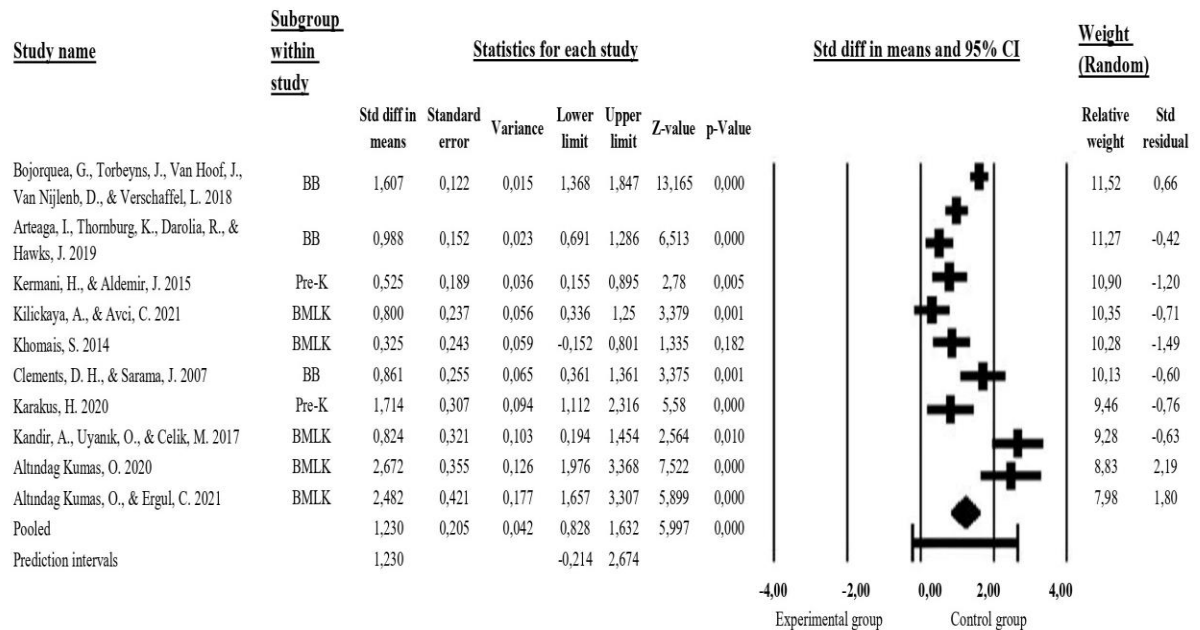 Study name
Subgroup within study
Statistics for each study
Std diff in means and 95% CI
Weight (Random)
Std diff in means
Standard error
Variance
Lower limit
Upper limit
Z-value
p-Value
Relative weight
Std residual
Bojorquea, G., Torbeyns, J., Van Hoof, J.,
Van Nijlenb, D., & Verschaffel, L. 2018 BB 1,607 0,122 0,015 1,368 1,847 13,165 0,000 11,52 0,66
Arteaga, I., Thornburg, K., Darolia, R., &
Hawks, J. 2019 BB 0,988 0,152 0,023 0,691 1,286 6,513 0,000 11,27 -0,42
Kermani, H., & Aldemir, J. 2015 Pre-K 0,525 0,189 0,036 0,155 0,895 2,78 0,005 10,90 -1,20
Kilickaya, A., & Avci, C. 2021 BMLK 0,800 0,237 0,056 0,336 1,25 3,379 0,001 10,35 -0,71
Khomais, S. 2014 BMLK 0,325 0,243 0,059 -0,152 0,801 1,335 0,182 10,28 -1,49
Clements, D. H., & Sarama, J. 2007 BB 0,861 0,255 0,065 0,361 1,361 3,375 0,001 10,13 -0,60
Karakus, H. 2020 Pre-K 1,714 0,307 0,094 1,112 2,316 5,58 0,000 9,46 -0,76
Kandir, A., Uyanık, O., & Celik, M. 2017 BMLK 0,824 0,321 0,103 0,194 1,454 2,564 0,010 9,28 -0,63
Altındag Kumas, O. 2020 BMLK 2,672 0,355 0,126 1,976 3,368 7,522 0,000 8,83 2,19
Altındag Kumas, O., & Ergul, C. 2021 BMLK 2,482 0,421 0,177 1,657 3,307 5,899 0,000 7,98 1,80
Pooled 1,230 0,205 0,042 0,828 1,632 5,997 0,000
Prediction intervals 1,230 -0,214 2,674
-4,00 -2,00 0,00 2,00 4,00
Experimental group Control group